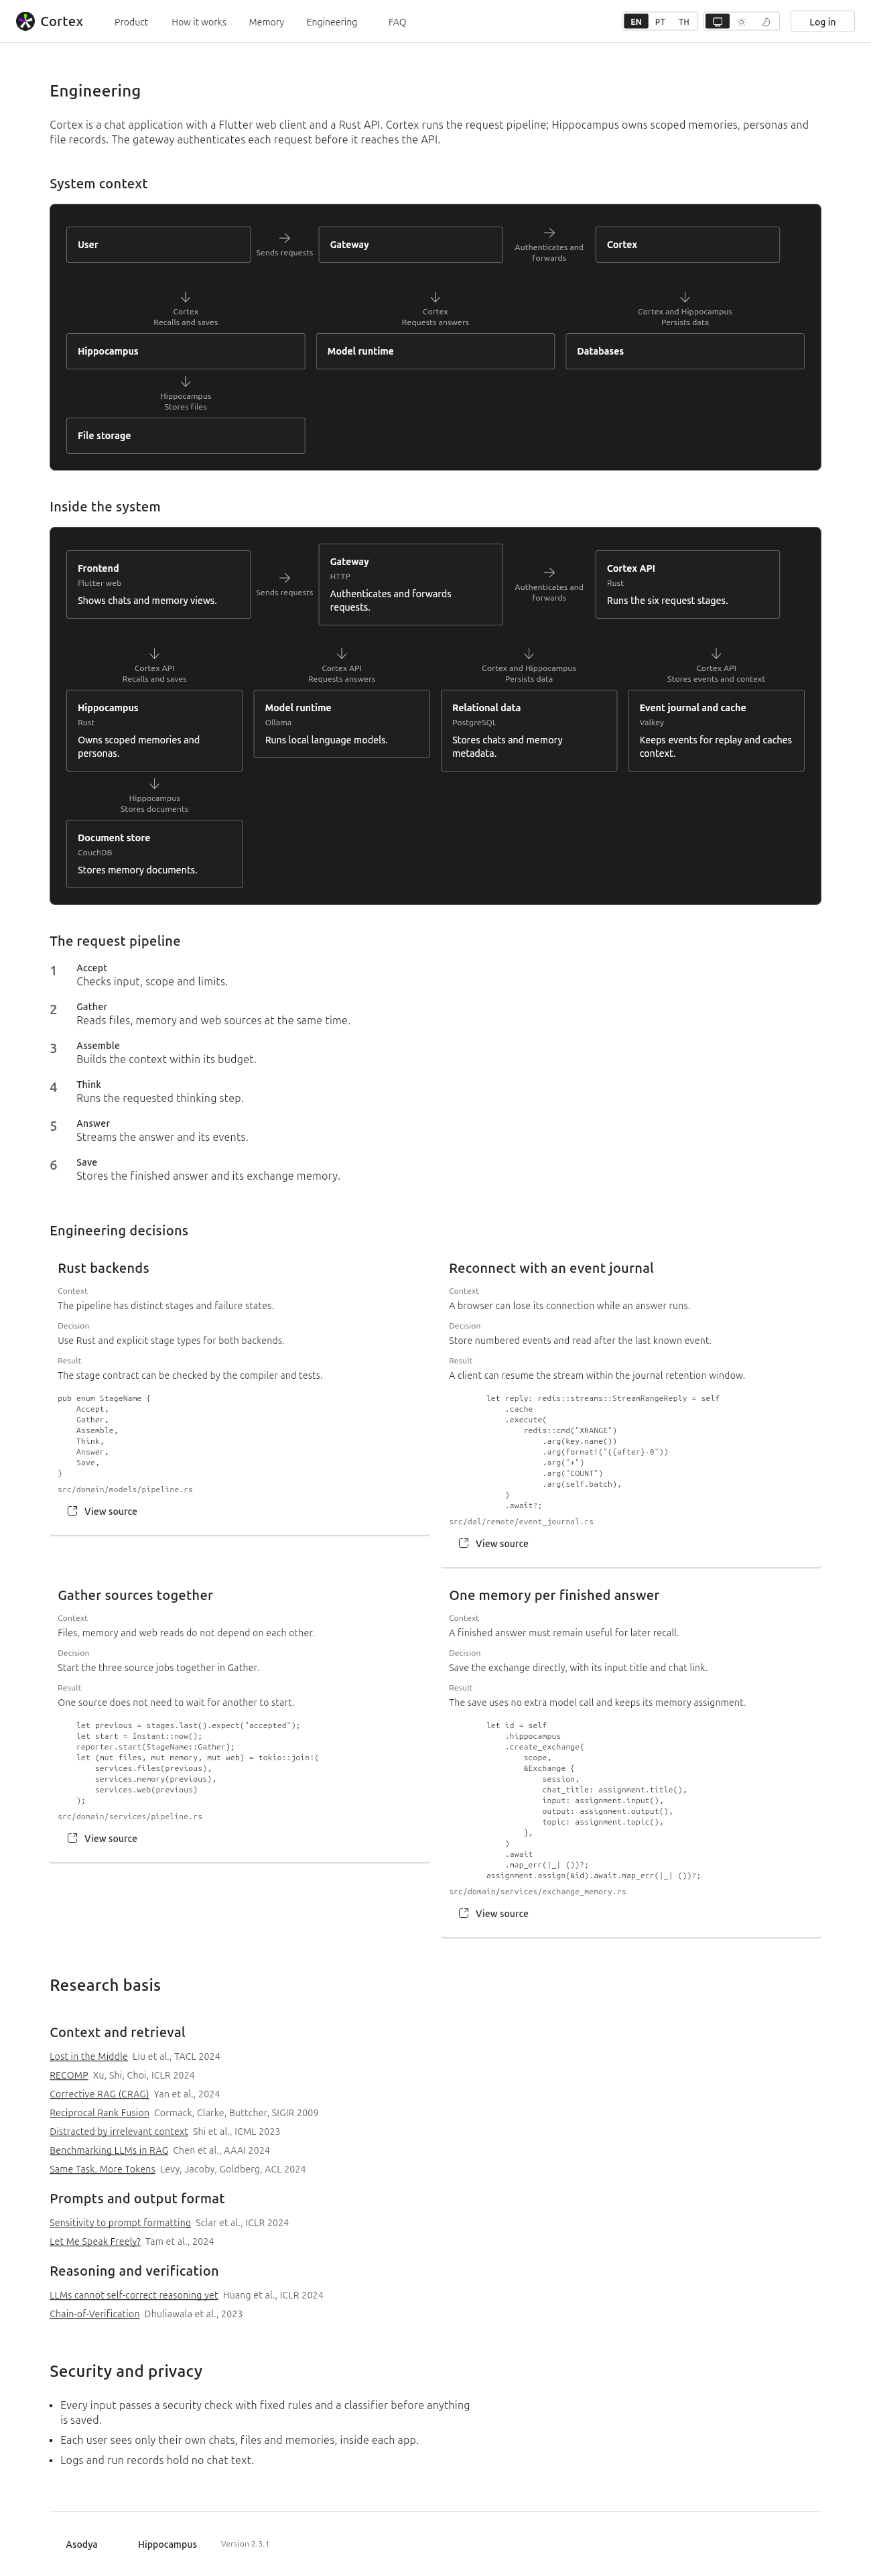 Cortex
Product
How it works
Memory
Engineering
FAQ
EN
PT
TH
Log in
Engineering
Cortex is a chat application with a Flutter web client and a Rust API. Cortex runs the request pipeline; Hippocampus owns scoped memories, personas and
file records. The gateway authenticates each request before it reaches the API.
System context
User
Sends requests
Gateway
Authenticates and
forwards
Cortex
Cortex
Recalls and saves
Cortex
Requests answers
Cortex and Hippocampus
Persists data
Hippocampus
Model runtime
Databases
Hippocampus
Stores files
File storage
Inside the system
Frontend
Flutter web
Shows chats and memory views.
Sends requests
Gateway
HTTP
Authenticates and forwards
requests.
Authenticates and
forwards
Cortex API
Rust
Runs the six request stages.
Cortex API
Recalls and saves
Cortex API
Requests answers
Cortex and Hippocampus
Persists data
Cortex API
Stores events and context
Hippocampus
Rust
Owns scoped memories and
personas.
Model runtime
Ollama
Runs local language models.
Relational data
PostgreSQL
Stores chats and memory
metadata.
Event journal and cache
Valkey
Keeps events for replay and caches
context.
Hippocampus
Stores documents
Document store
CouchDB
Stores memory documents.
The request pipeline
1
Accept
Checks input, scope and limits.
2
Gather
Reads files, memory and web sources at the same time.
3
Assemble
Builds the context within its budget.
4
Think
Runs the requested thinking step.
5
Answer
Streams the answer and its events.
6
Save
Stores the finished answer and its exchange memory.
Engineering decisions
Rust backends
Context
The pipeline has distinct stages and failure states.
Decision
Use Rust and explicit stage types for both backends.
Result
The stage contract can be checked by the compiler and tests.
pub enum StageName {
Accept,
Gather,
Assemble,
Think,
Answer,
Save,
}
src/domain/models/pipeline.rs
View source
Reconnect with an event journal
Context
A browser can lose its connection while an answer runs.
Decision
Store numbered events and read after the last known event.
Result
A client can resume the stream within the journal retention window.
let reply: redis::streams::StreamRangeReply = self
.cache
.execute(
redis::cmd("XRANGE")
.arg(key.name())
.arg(format!("({after}-0"))
.arg("+")
.arg("COUNT")
.arg(self.batch),
)
.await?;
src/dal/remote/event_journal.rs
View source
Gather sources together
Context
Files, memory and web reads do not depend on each other.
Decision
Start the three source jobs together in Gather.
Result
One source does not need to wait for another to start.
let previous = stages.last().expect("accepted");
let start = Instant::now();
reporter.start(StageName::Gather);
let (mut files, mut memory, mut web) = tokio::join!(
services.files(previous),
services.memory(previous),
services.web(previous)
);
src/domain/services/pipeline.rs
View source
One memory per finished answer
Context
A finished answer must remain useful for later recall.
Decision
Save the exchange directly, with its input title and chat link.
Result
The save uses no extra model call and keeps its memory assignment.
let id = self
.hippocampus
.create_exchange(
scope,
&Exchange {
session,
chat_title: assignment.title(),
input: assignment.input(),
output: assignment.output(),
topic: assignment.topic(),
},
)
.await
.map_err(|_| ())?;
assignment.assign(&id).await.map_err(|_| ())?;
src/domain/services/exchange_memory.rs
View source
Research basis
Context and retrieval
Lost in the Middle Liu et al., TACL 2024
RECOMP Xu, Shi, Choi, ICLR 2024
Corrective RAG (CRAG) Yan et al., 2024
Reciprocal Rank Fusion Cormack, Clarke, Buttcher, SIGIR 2009
Distracted by irrelevant context Shi et al., ICML 2023
Benchmarking LLMs in RAG Chen et al., AAAI 2024
Same Task, More Tokens Levy, Jacoby, Goldberg, ACL 2024
Prompts and output format
Sensitivity to prompt formatting Sclar et al., ICLR 2024
Let Me Speak Freely? Tam et al., 2024
Reasoning and verification
LLMs cannot self-correct reasoning yet Huang et al., ICLR 2024
Chain-of-Verification Dhuliawala et al., 2023
Security and privacy
▪ Every input passes a security check with fixed rules and a classifier before anything
is saved.
▪ Each user sees only their own chats, files and memories, inside each app.
▪ Logs and run records hold no chat text.
Asodya
Hippocampus
Version 2.3.1